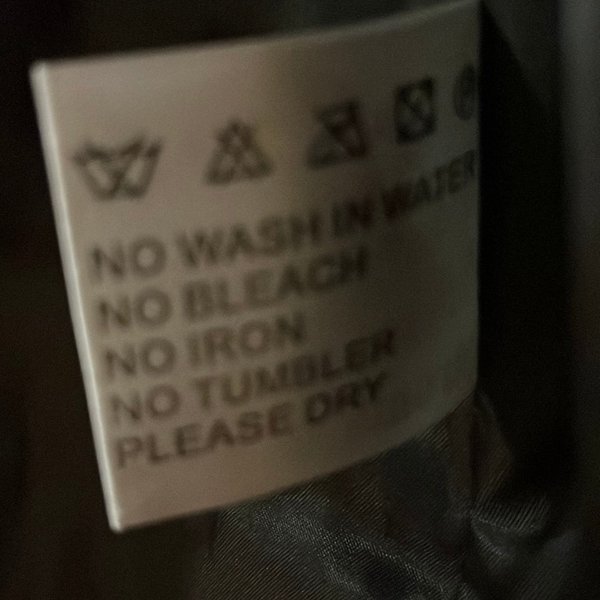 NO WASH IN WATER
NO BLEACH
NO IRON
NO TUMBLER
PLEASE DRY